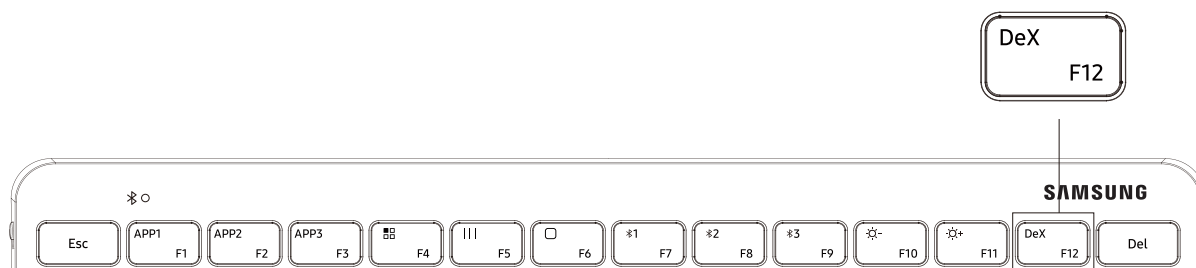 DeX
F12
SAMSUNG
Esc
APP1
F1
APP2
F2
APP3
F3
F4
F5
F6
1
F7
2
F8
3
F9
-
F10
+
F11
DeX
F12
Del